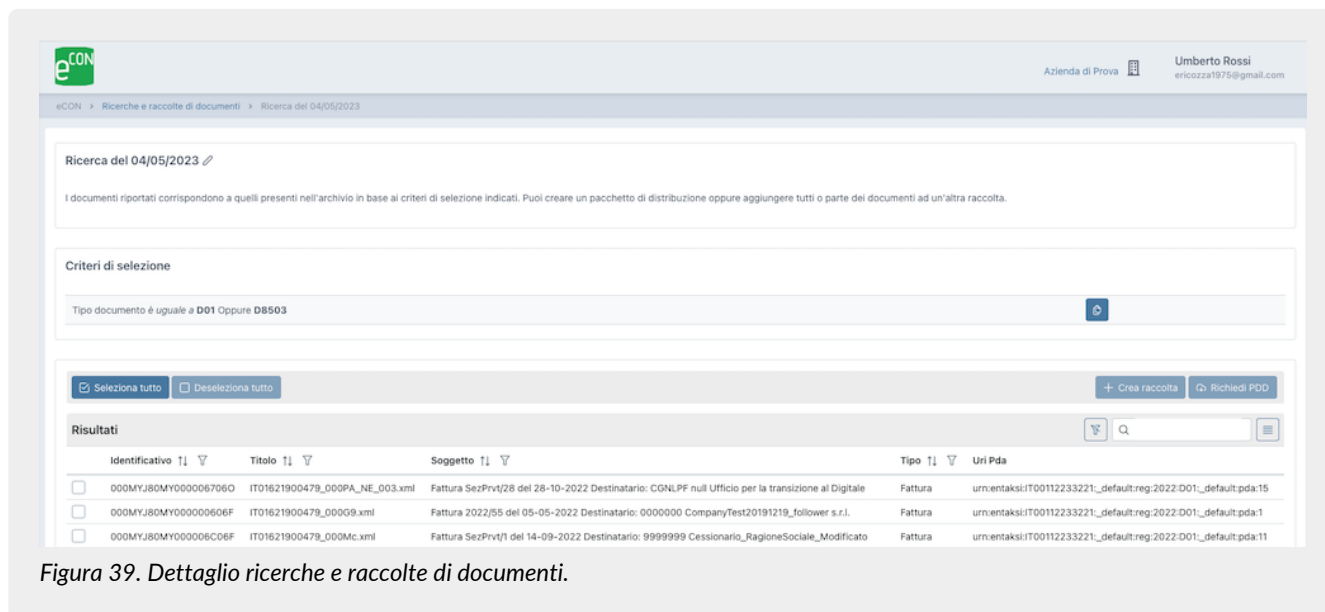 eCON
Azienda di Prova
Umberto Rossi
ericozza1975@gmail.com
eCON > Ricerche e raccolte di documenti > Ricerca del 04/05/2023
Ricerca del 04/05/2023
I documenti riportati corrispondono a quelli presenti nell'archivio in base ai criteri di selezione indicati. Puoi creare un pacchetto di distribuzione oppure aggiungere tutti o parte dei documenti ad un'altra raccolta.
Criteri di selezione
Tipo documento è uguale a D01 Oppure D8503
Seleziona tutto Deseleziona tutto + Crea raccolta Richiedi PDD
Risultati
Identificativo Titolo Soggetto Tipo Uri Pda
000MYJ80MY000006706O IT01621900479_000PA_NE_003.xml Fattura SezPrvt/28 del 28-10-2022 Destinatario: CGNLPF null Ufficio per la transizione al Digitale Fattura urn:entaksi:IT00112233221:_default:reg:2022:D01:_default:pda:15
000MYJ80MY000000606F IT01621900479_000G9.xml Fattura 2022/55 del 05-05-2022 Destinatario: 0000000 CompanyTest20191219_follower s.r.l. Fattura urn:entaksi:IT00112233221:_default:reg:2022:D01:_default:pda:1
000MYJ80MY000006C06F IT01621900479_000Mc.xml Fattura SezPrvt/1 del 14-09-2022 Destinatario: 9999999 Cessionario_RagioneSociale_Modificato Fattura urn:entaksi:IT00112233221:_default:reg:2022:D01:_default:pda:11
Figura 39. Dettaglio ricerche e raccolte di documenti.